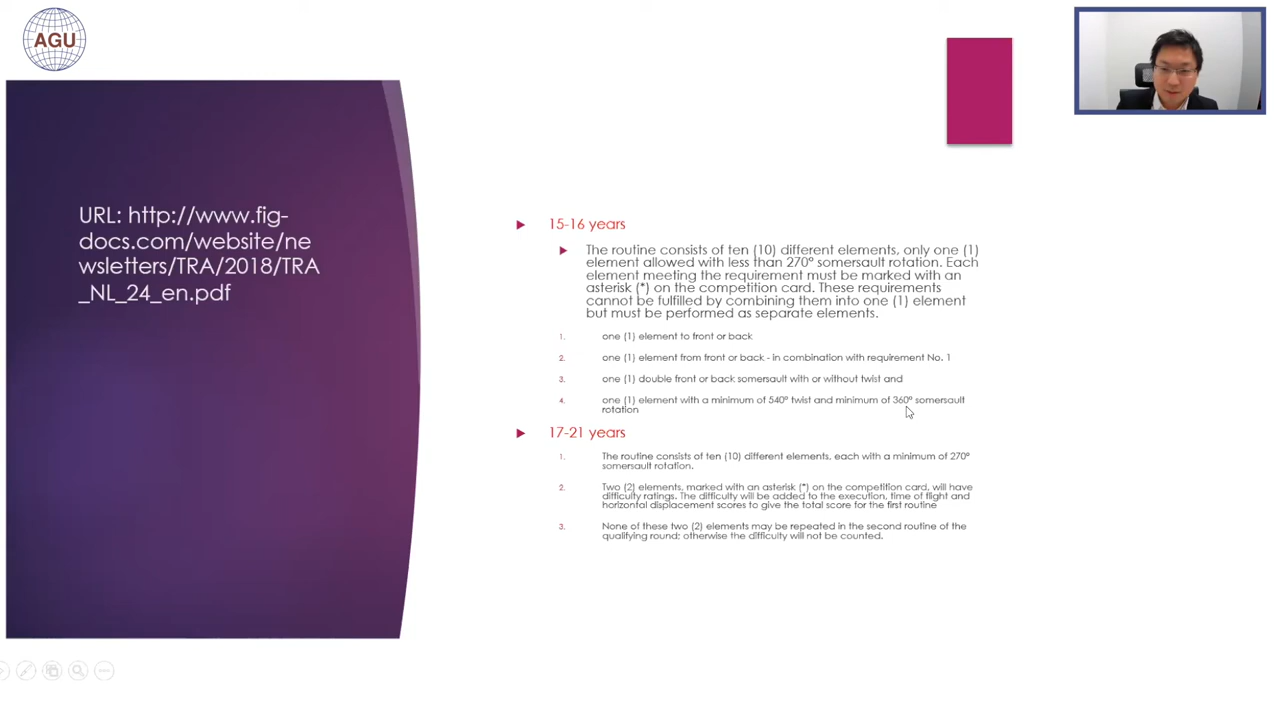 AGU
URL: http://www.fig-
docs.com/website/ne
wsletters/TRA/2018/TRA
_NL_24_en.pdf
15-16 years
The routine consists of ten (10) different elements, only one (1)
element allowed with less than 270° somersault rotation. Each
element meeting the requirement must be marked with an
asterisk (*) on the competition card. These requirements
cannot be fulfilled by combining them into one (1) element
but must be performed as separate elements.
1. one (1) element to front or back
2. one (1) element from front or back - in combination with requirement No. 1
3. one (1) double front or back somersault with or without twist and
4. one (1) element with a minimum of 540° twist and minimum of 360° somersault
rotation
17-21 years
1. The routine consists of ten (10) different elements, each with a minimum of 270°
somersault rotation.
2. Two (2) elements, marked with an asterisk (*) on the competition card, will have
difficulty ratings. The difficulty will be added to the execution, time of flight and
horizontal displacement scores to give the total score for the first routine
3. None of these two (2) elements may be repeated in the second routine of the
qualifying round; otherwise the difficulty will not be counted.